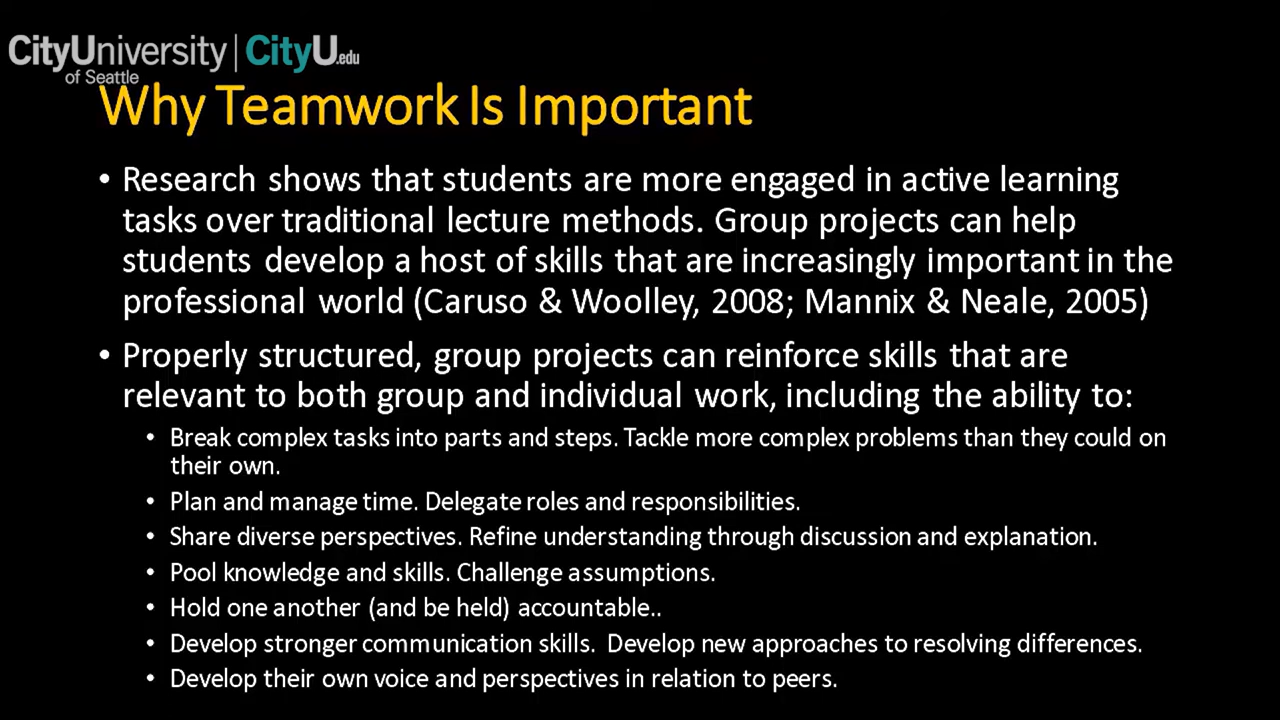 CityUniversity | CityU.edu
of Seattle
Why Teamwork Is Important
• Research shows that students are more engaged in active learning
tasks over traditional lecture methods. Group projects can help
students develop a host of skills that are increasingly important in the
professional world (Caruso & Woolley, 2008; Mannix & Neale, 2005)
• Properly structured, group projects can reinforce skills that are
relevant to both group and individual work, including the ability to:
• Break complex tasks into parts and steps. Tackle more complex problems than they could on
their own.
• Plan and manage time. Delegate roles and responsibilities.
• Share diverse perspectives. Refine understanding through discussion and explanation.
• Pool knowledge and skills. Challenge assumptions.
• Hold one another (and be held) accountable..
• Develop stronger communication skills.  Develop new approaches to resolving differences.
• Develop their own voice and perspectives in relation to peers.